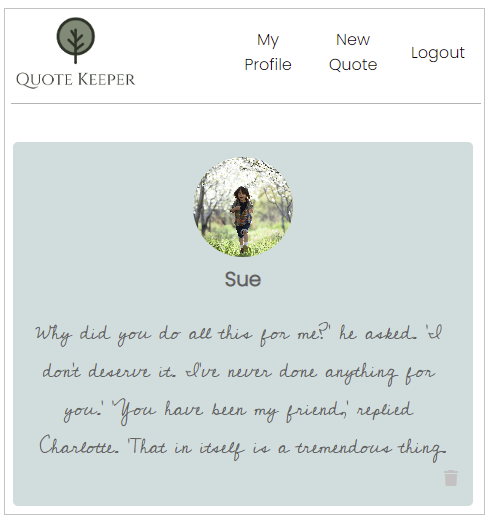 QUOTE KEEPER
My
Profile
New
Quote
Logout
Sue
Why did you do all this for me?' he asked. 'I
don't deserve it. I've never done anything for
you.' 'You have been my friend,' replied
Charlotte. 'That in itself is a tremendous thing.